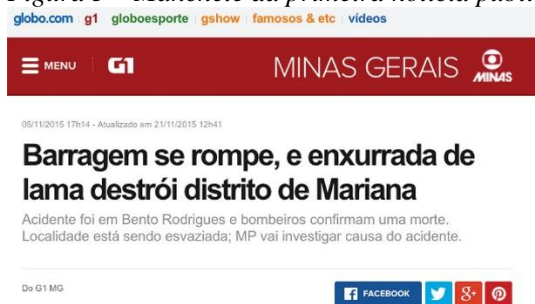 globo.com g1 globoesporte gshow famosos & etc vídeos
MENU G1 MINAS GERAIS MINAS
05/11/2015 17h14 - Atualizado em 21/11/2015 12h41
Barragem se rompe, e enxurrada de
lama destrói distrito de Mariana
Acidente foi em Bento Rodrigues e bombeiros confirmam uma morte.
Localidade está sendo esvaziada; MP vai investigar causa do acidente.
Do G1 MG FACEBOOK